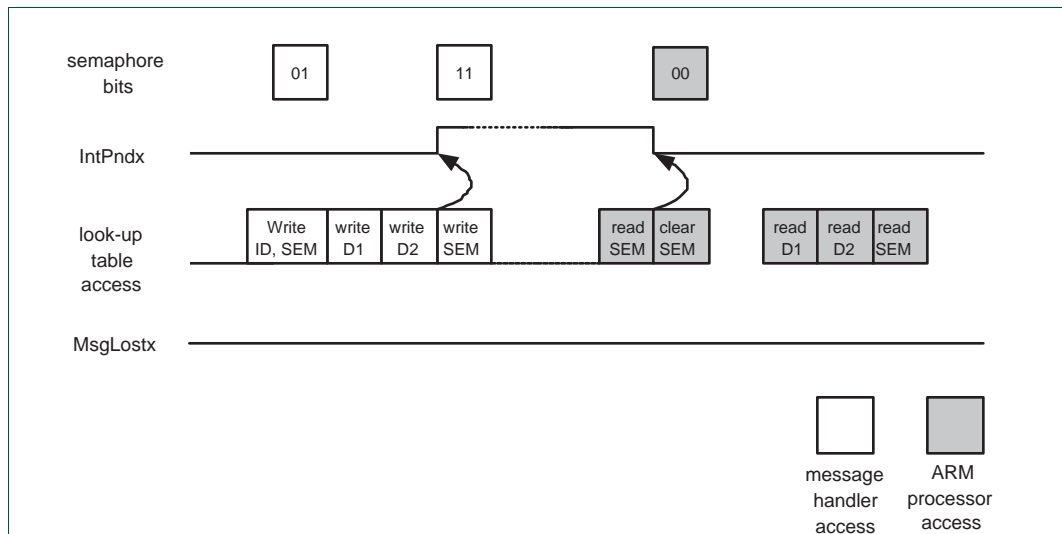 semaphore
bits
01
11
00
IntPndx
look-up
table
access
Write
ID, SEM
write
D1
write
D2
write
SEM
read
SEM
clear
SEM
read
D1
read
D2
read
SEM
MsgLostx
message
handler
access
ARM
processor
access